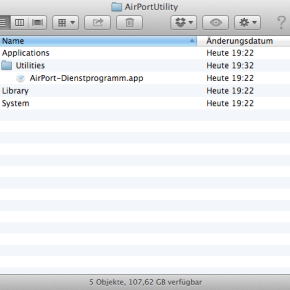 AirPortUtility
Name Änderungsdatum
Applications Heute 19:22
Utilities Heute 19:32
AirPort-Dienstprogramm.app Heute 19:22
Library Heute 19:22
System Heute 19:22
5 Objekte, 107,62 GB verfügbar